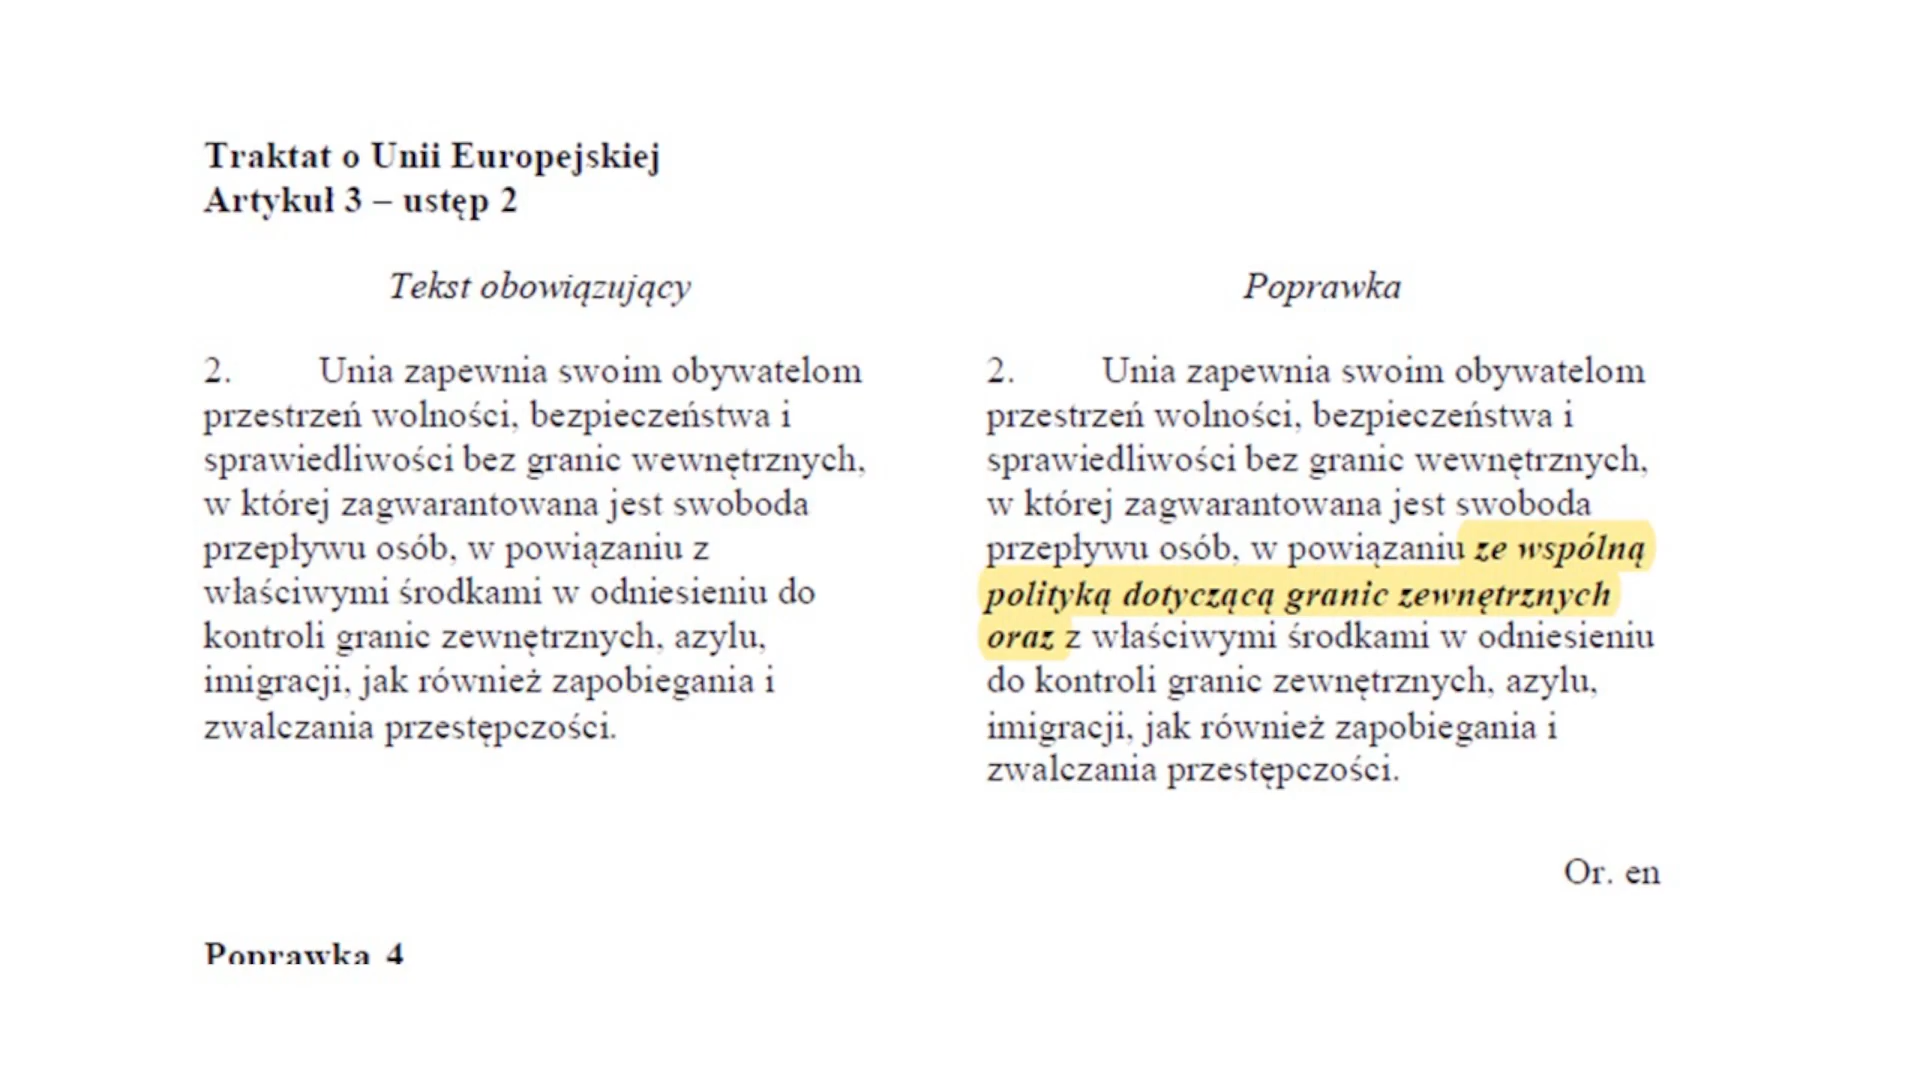 Traktat o Unii Europejskiej
Artykuł 3 – ustęp 2
Tekst obowiązujący
2. Unia zapewnia swoim obywatelom
przestrzeń wolności, bezpieczeństwa i
sprawiedliwości bez granic wewnętrznych,
w której zagwarantowana jest swoboda
przepływu osób, w powiązaniu z
właściwymi środkami w odniesieniu do
kontroli granic zewnętrznych, azylu,
imigracji, jak również zapobiegania i
zwalczania przestępczości.
Poprawka
2. Unia zapewnia swoim obywatelom
przestrzeń wolności, bezpieczeństwa i
sprawiedliwości bez granic wewnętrznych,
w której zagwarantowana jest swoboda
przepływu osób, w powiązaniu ze wspólną
polityką dotyczącą granic zewnętrznych
oraz z właściwymi środkami w odniesieniu
do kontroli granic zewnętrznych, azylu,
imigracji, jak również zapobiegania i
zwalczania przestępczości.
Or. en
Poprawka 4